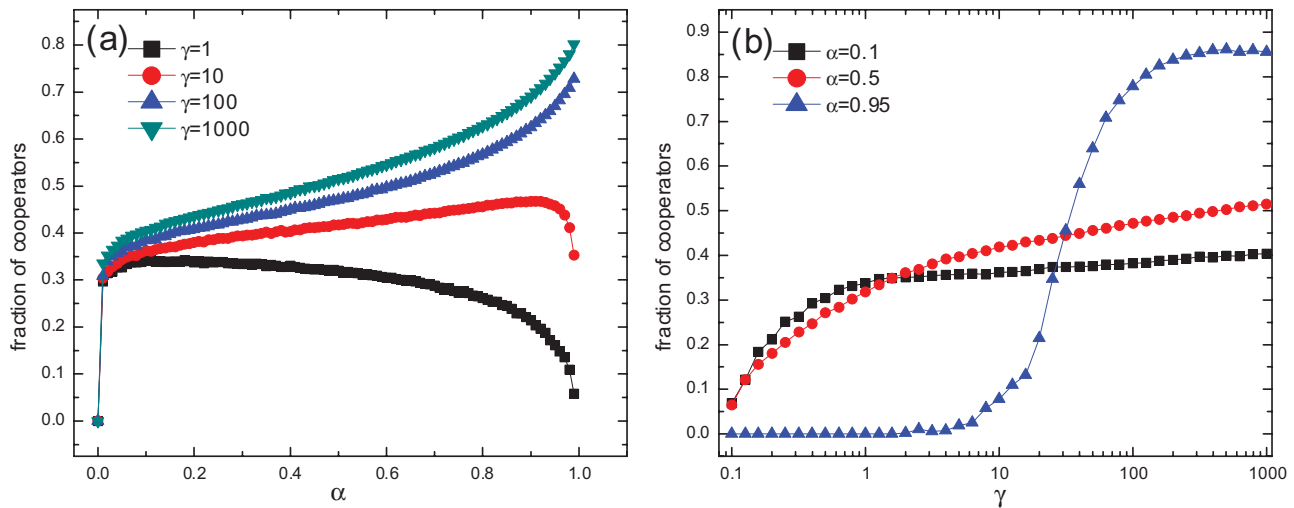 (a)
γ=1
γ=10
γ=100
γ=1000
fraction of cooperators
0.8
0.7
0.6
0.5
0.4
0.3
0.2
0.1
0.0
0.0 0.2 0.4 0.6 0.8 1.0
α
(b)
α=0.1
α=0.5
α=0.95
fraction of cooperators
0.9
0.8
0.7
0.6
0.5
0.4
0.3
0.2
0.1
0.0
0.1 1 10 100 1000
γ